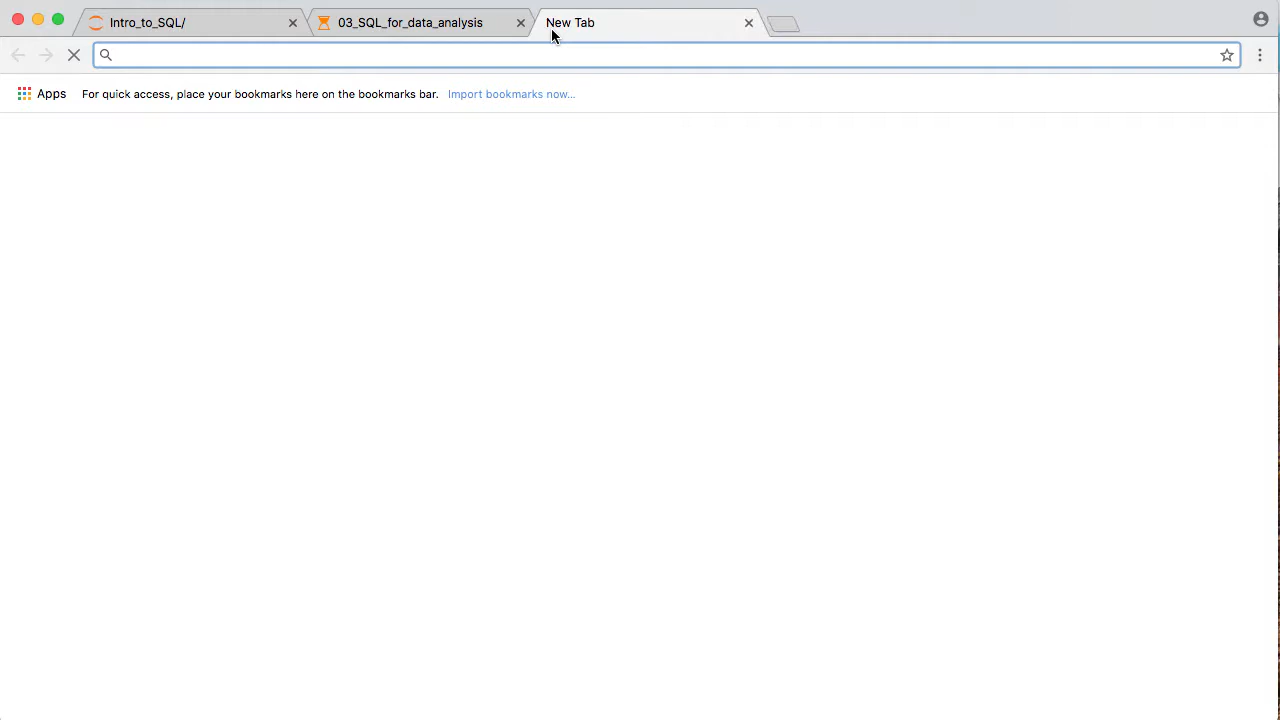 Intro_to_SQL/ 03_SQL_for_data_analysis New Tab
Apps For quick access, place your bookmarks here on the bookmarks bar. Import bookmarks now...